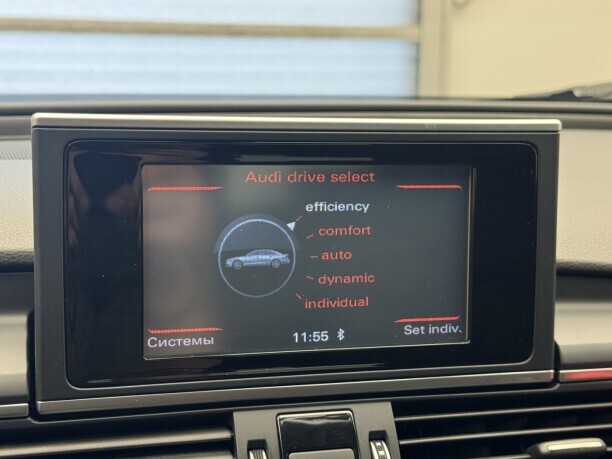 Audi drive select
efficiency
comfort
auto
dynamic
individual
Системы
11:55
Set indiv.